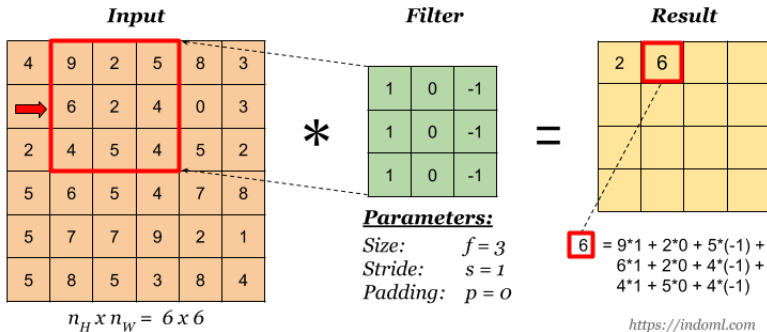 Input Filter Result
4 9 2 5 8 3
6 2 4 0 3
2 4 5 4 5 2
5 6 5 4 7 8
5 7 7 9 2 1
5 8 5 3 8 4
n_H x n_W = 6 x 6
*
1 0 -1
1 0 -1
1 0 -1
Parameters:
Size: f = 3
Stride: s = 1
Padding: p = 0
=
2 6
6 = 9*1 + 2*0 + 5*(-1) +
6*1 + 2*0 + 4*(-1) +
4*1 + 5*0 + 4*(-1)
https://indoml.com